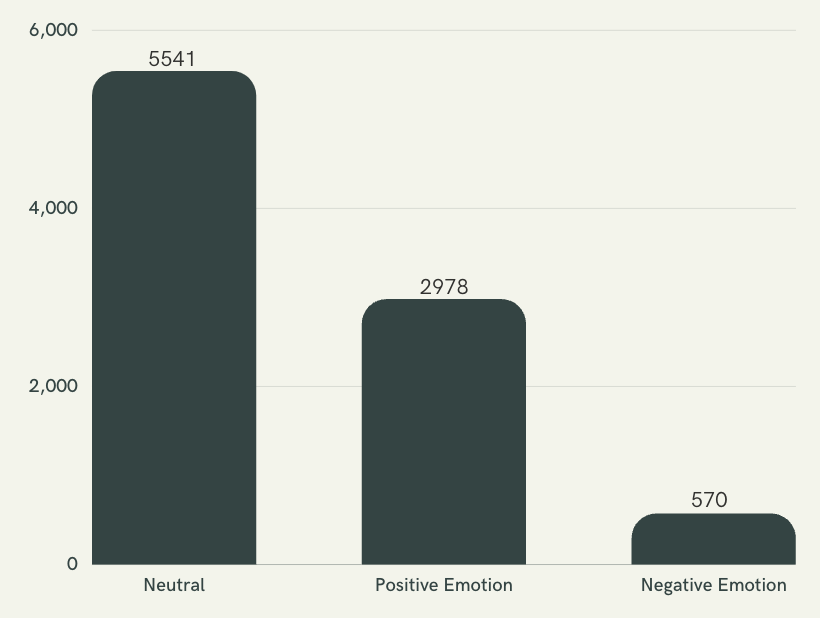 6,000
5541
4,000
2978
2,000
570
0
Neutral
Positive Emotion
Negative Emotion